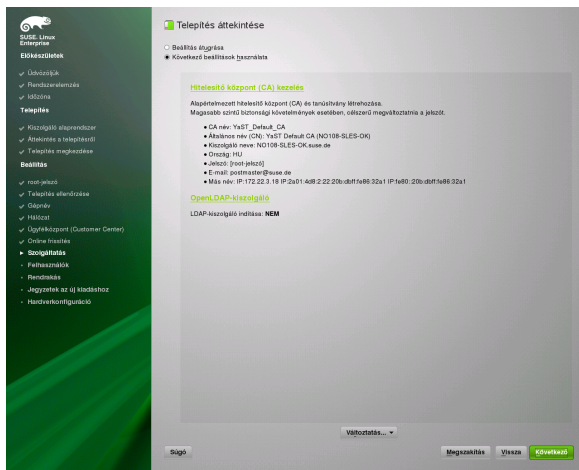 SUSE. Linux
Enterprise
Előkészületek
Üdvözöljük
Rendszerelemzés
Időzóna
Telepítés
Kiszolgáló alaprendszer
Áttekintés a telepítésről
Telepítés megkezdése
Beállítás
root-jelszó
Telepítés ellenőrzése
Gépnév
Hálózat
Ügyfélközpont (Customer Center)
Online frissítés
Szolgáltatás
Felhasználók
Rendrakás
Jegyzetek az új kiadáshoz
Hardverkonfiguráció
Telepítés áttekintése
Beállítás átugrása
Következő beállítások használata
Hitelesítő központ (CA) kezelés
Alapértelmezett hitelesítő központ (CA) és tanúsítvány létrehozása.
Magasabb szintű biztonsági követelmények esetében, célszerű megváltoztatnia a jelszót.
CA név: YaST_Default_CA
Általános név (CN): YaST Default CA (NO108-SLES-OK)
Kiszolgáló neve: NO108-SLES-OK.suse.de
Ország: HU
Jelszó: [root-jelszó]
E-mail: postmaster@suse.de
Más név: IP:172.22.3.18 IP:2a01:4d8:2:22:20b:dbff:fe86:32a1 IP:fe80::20b:dbff:fe86:32a1
OpenLDAP-kiszolgáló
LDAP-kiszolgáló indítása: NEM
Változtatás...
Súgó
Megszakítás
Vissza
Következő